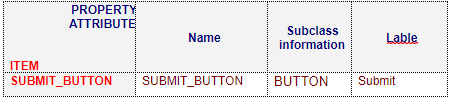 PROPERTY
ATTRIBUTE
Name
Subclass
information
Lable
ITEM
SUBMIT_BUTTON SUBMIT_BUTTON BUTTON Submit